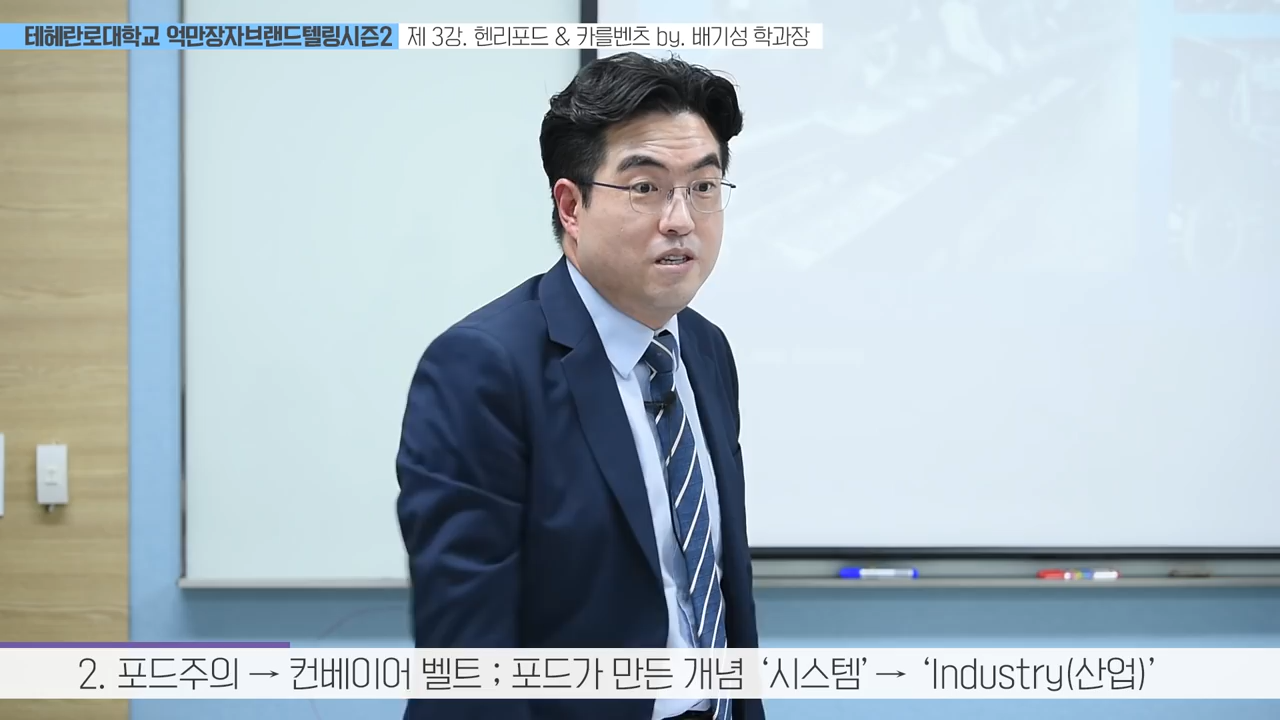 테헤란로대학교 억만장자브랜드텔링시즌2 제 3강. 헨리포드 & 카를벤츠 by. 배기성 학과장
2. 포드주의 → 컨베이어 벨트 ; 포드가 만든 개념 ‘시스템’→ ‘Industry(산업)’